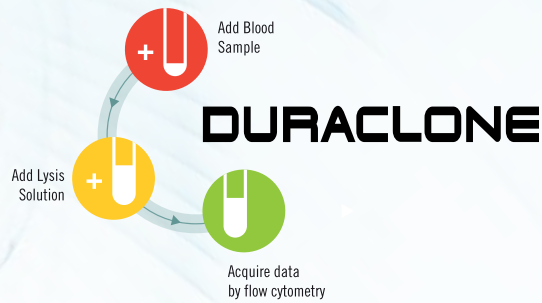 Add Blood
Sample
DURACLONE
Add Lysis
Solution
Acquire data
by flow cytometry